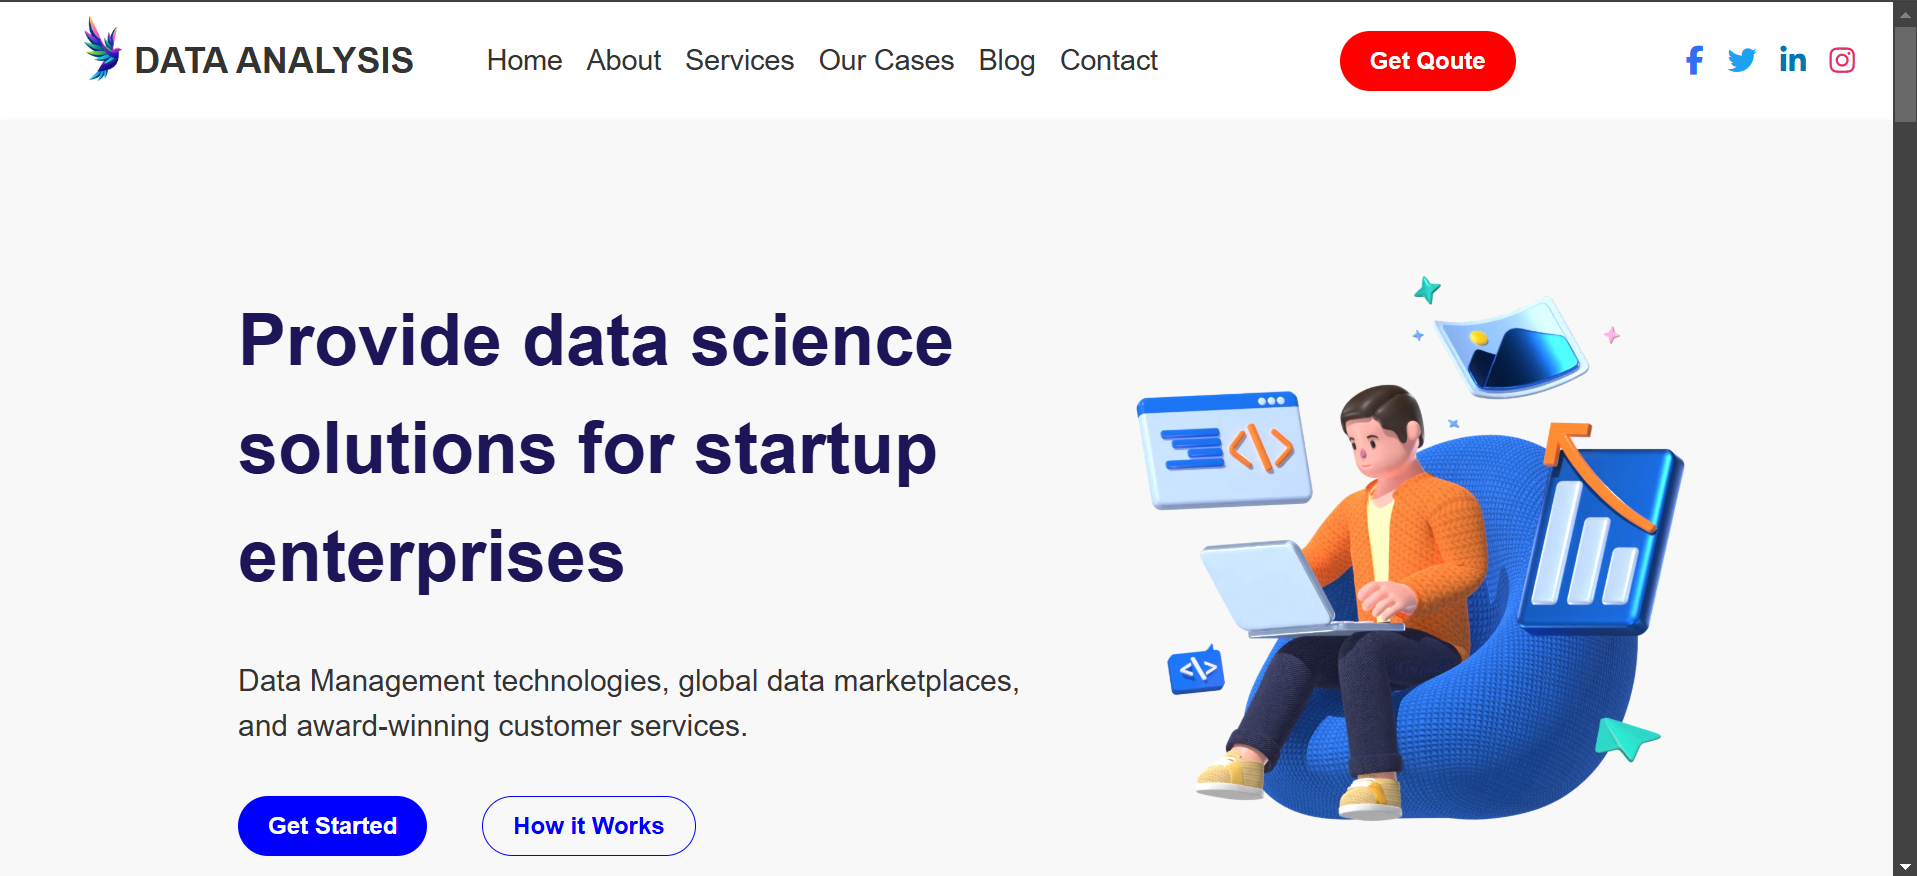 DATA ANALYSIS
Home About Services Our Cases Blog Contact
Get Qoute
Provide data science
solutions for startup
enterprises
Data Management technologies, global data marketplaces,
and award-winning customer services.
Get Started
How it Works